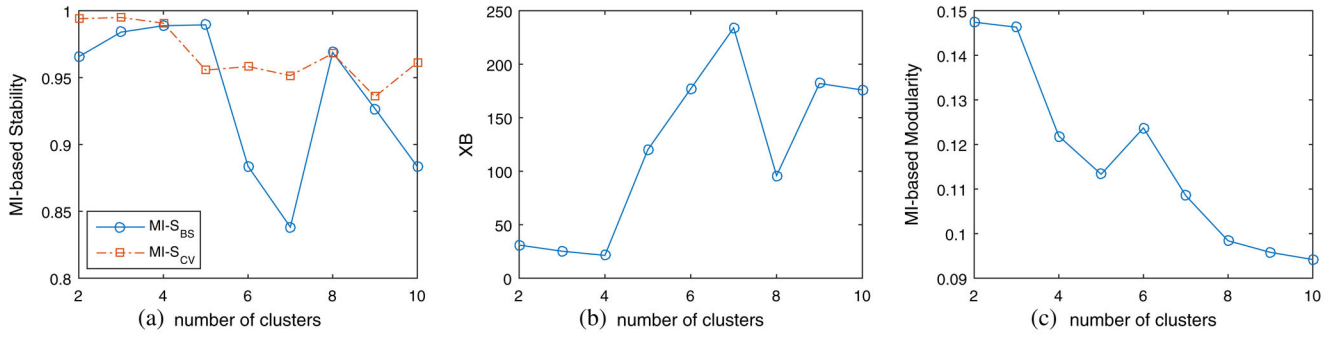 MI-based Stability
1
0.95
0.9
0.85
0.8
MI-S_BS
MI-S_CV
2 4 6 8 10
(a) number of clusters
XB
250
200
150
100
50
0
2 4 6 8 10
(b) number of clusters
MI-based Modularity
0.15
0.14
0.13
0.12
0.11
0.1
0.09
2 4 6 8 10
(c) number of clusters